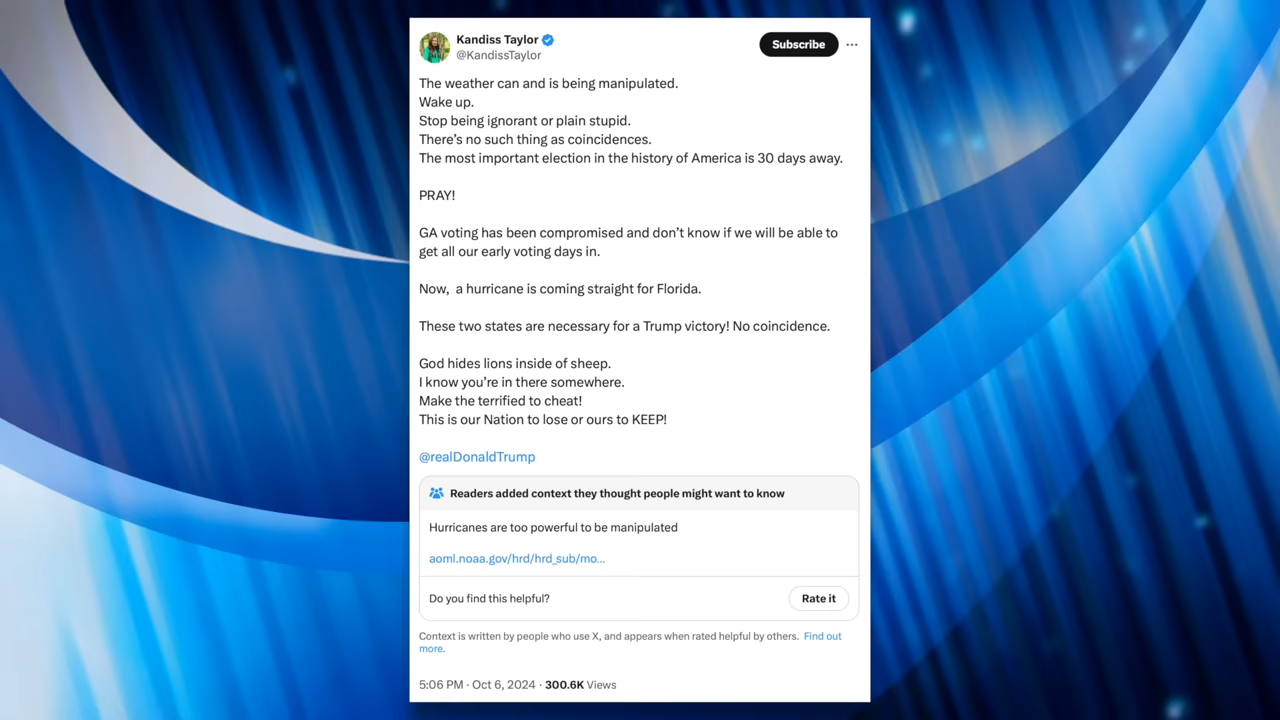 Kandiss Taylor
@KandissTaylor
Subscribe
The weather can and is being manipulated.
Wake up.
Stop being ignorant or plain stupid.
There's no such thing as coincidences.
The most important election in the history of America is 30 days away.
PRAY!
GA voting has been compromised and don't know if we will be able to
get all our early voting days in.
Now,  a hurricane is coming straight for Florida.
These two states are necessary for a Trump victory! No coincidence.
God hides lions inside of sheep.
I know you're in there somewhere.
Make the terrified to cheat!
This is our Nation to lose or ours to KEEP!
@realDonaldTrump
Readers added context they thought people might want to know
Hurricanes are too powerful to be manipulated
aoml.noaa.gov/hrd/hrd_sub/mo...
Do you find this helpful?
Rate it
Context is written by people who use X, and appears when rated helpful by others. Find out
more.
5:06 PM · Oct 6, 2024 · 300.6K Views